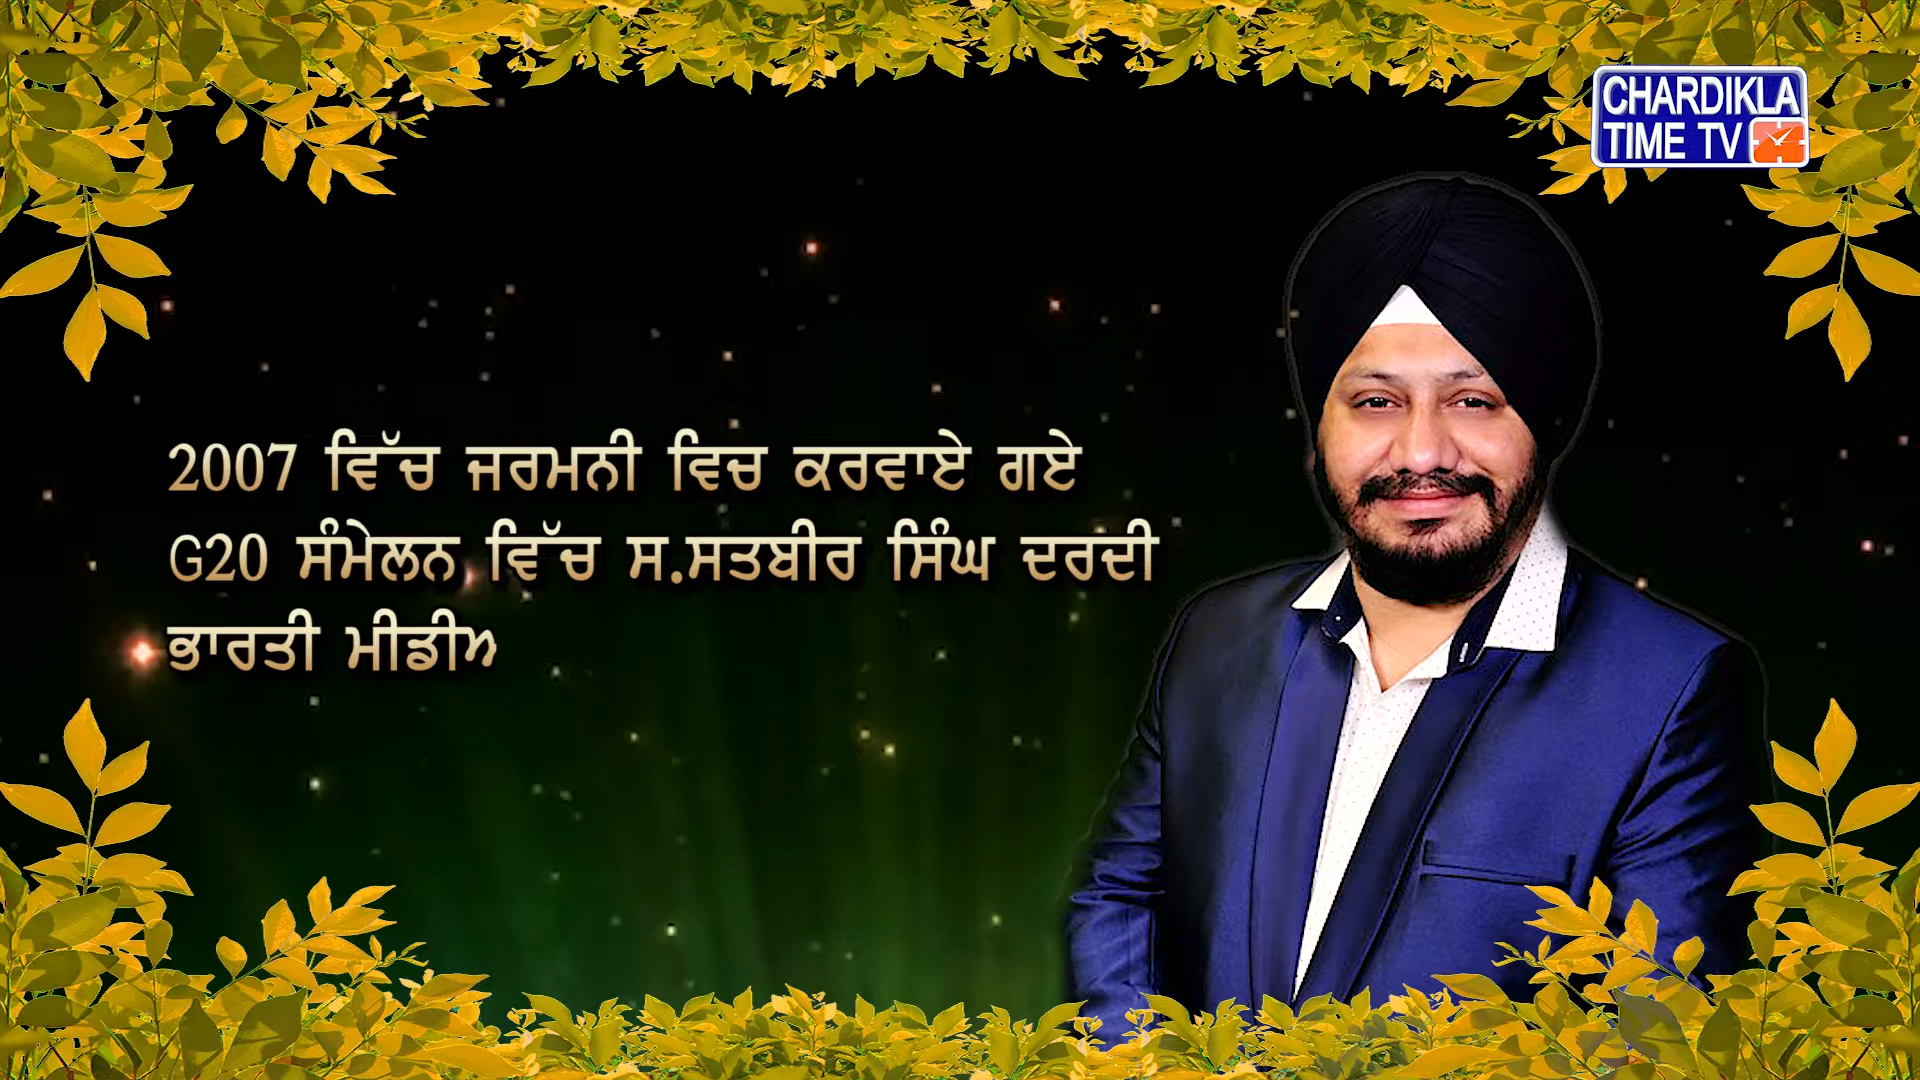 CHARDIKLA
TIME TV
2007 ਵਿੱਚ ਜਰਮਨੀ ਵਿਚ ਕਰਵਾਏ ਗਏ
G20 ਸੰਮੇਲਨ ਵਿੱਚ ਸ.ਸਤਬੀਰ ਸਿੰਘ ਦਰਦੀ
ਭਾਰਤੀ